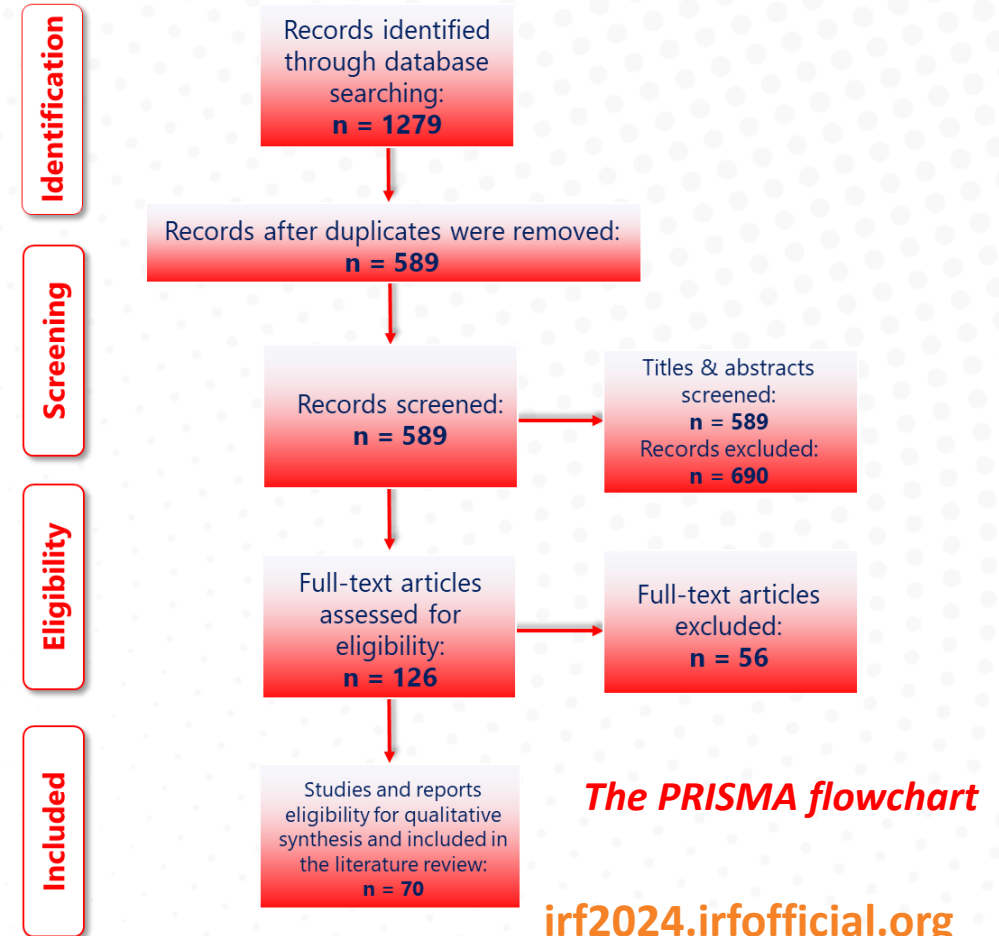 Identification
Records identified
through database
searching:
n = 1279
Records after duplicates were removed:
n = 589
Screening
Records screened:
n = 589
Titles & abstracts
screened:
n = 589
Records excluded:
n = 690
Eligibility
Full-text articles
assessed for
eligibility:
n = 126
Full-text articles
excluded:
n = 56
Included
Studies and reports
eligibility for qualitative
synthesis and included in
the literature review:
n = 70
The PRISMA flowchart
irf2024.irfofficial.org